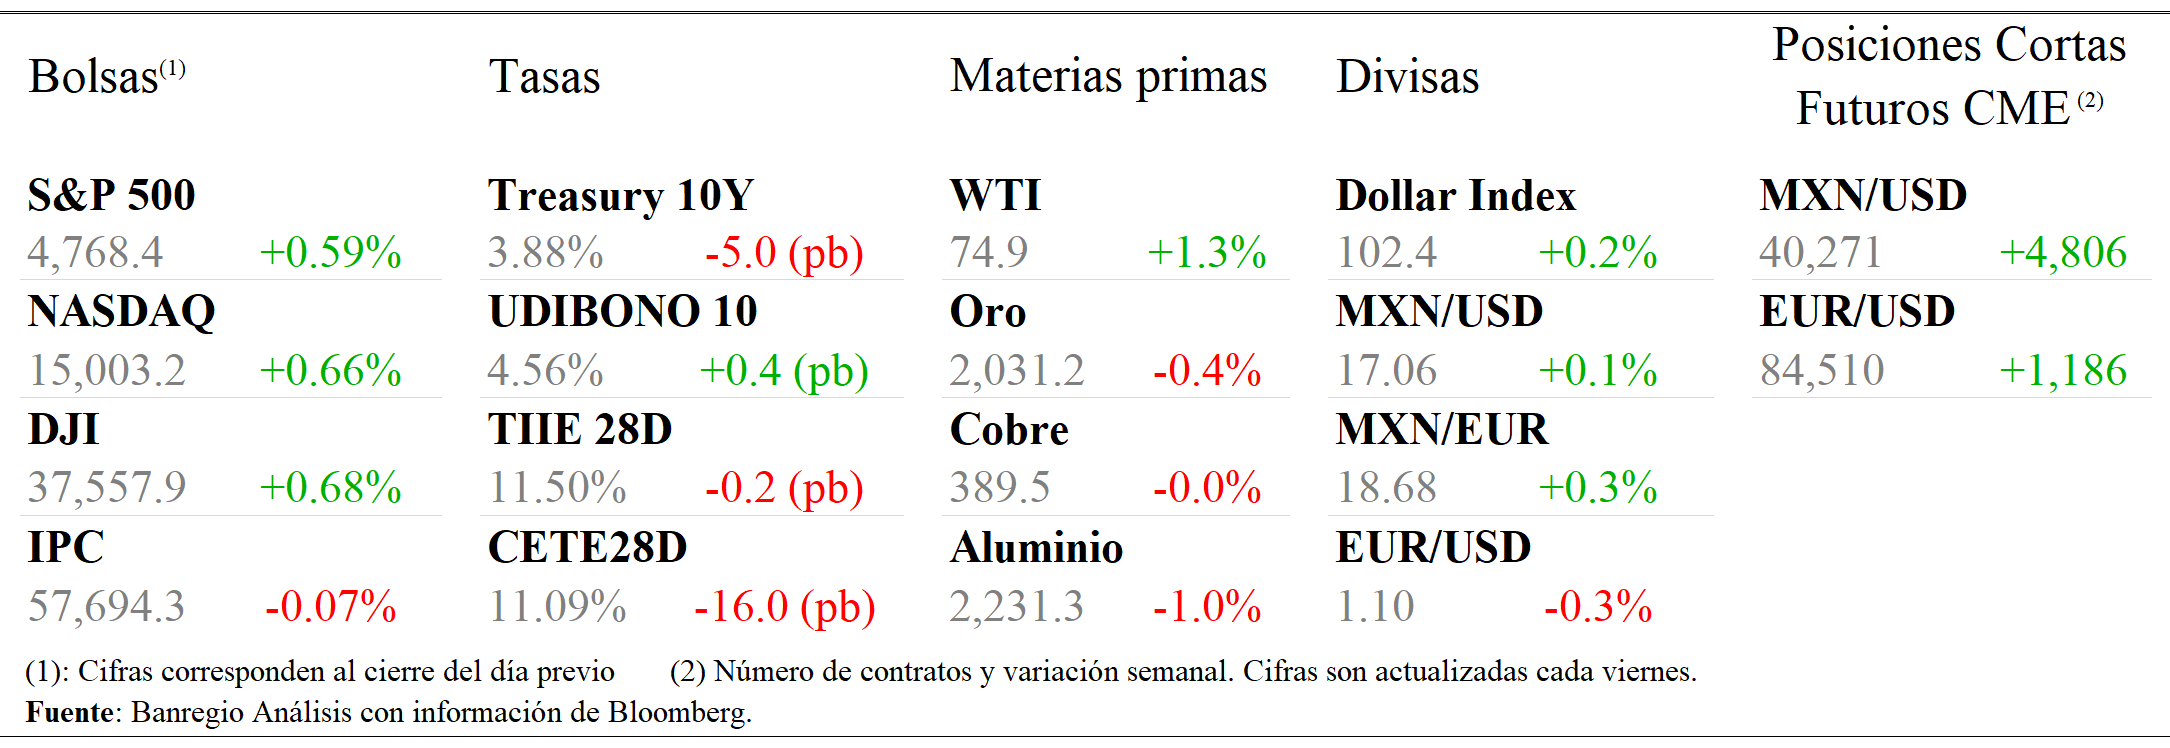 Bolsas(1) Tasas Materias primas Divisas Posiciones Cortas
Futuros CME (2)
S&P 500 Treasury 10Y WTI Dollar Index MXN/USD
4,768.4 +0.59% 3.88% -5.0 (pb) 74.9 +1.3% 102.4 +0.2% 40,271 +4,806
NASDAQ UDIBONO 10 Oro MXN/USD EUR/USD
15,003.2 +0.66% 4.56% +0.4 (pb) 2,031.2 -0.4% 17.06 +0.1% 84,510 +1,186
DJI TIIE 28D Cobre MXN/EUR
37,557.9 +0.68% 11.50% -0.2 (pb) 389.5 -0.0% 18.68 +0.3%
IPC CETE28D Aluminio EUR/USD
57,694.3 -0.07% 11.09% -16.0 (pb) 2,231.3 -1.0% 1.10 -0.3%
(1): Cifras corresponden al cierre del día previo (2) Número de contratos y variación semanal. Cifras son actualizadas cada viernes.
Fuente: Banregio Análisis con información de Bloomberg.